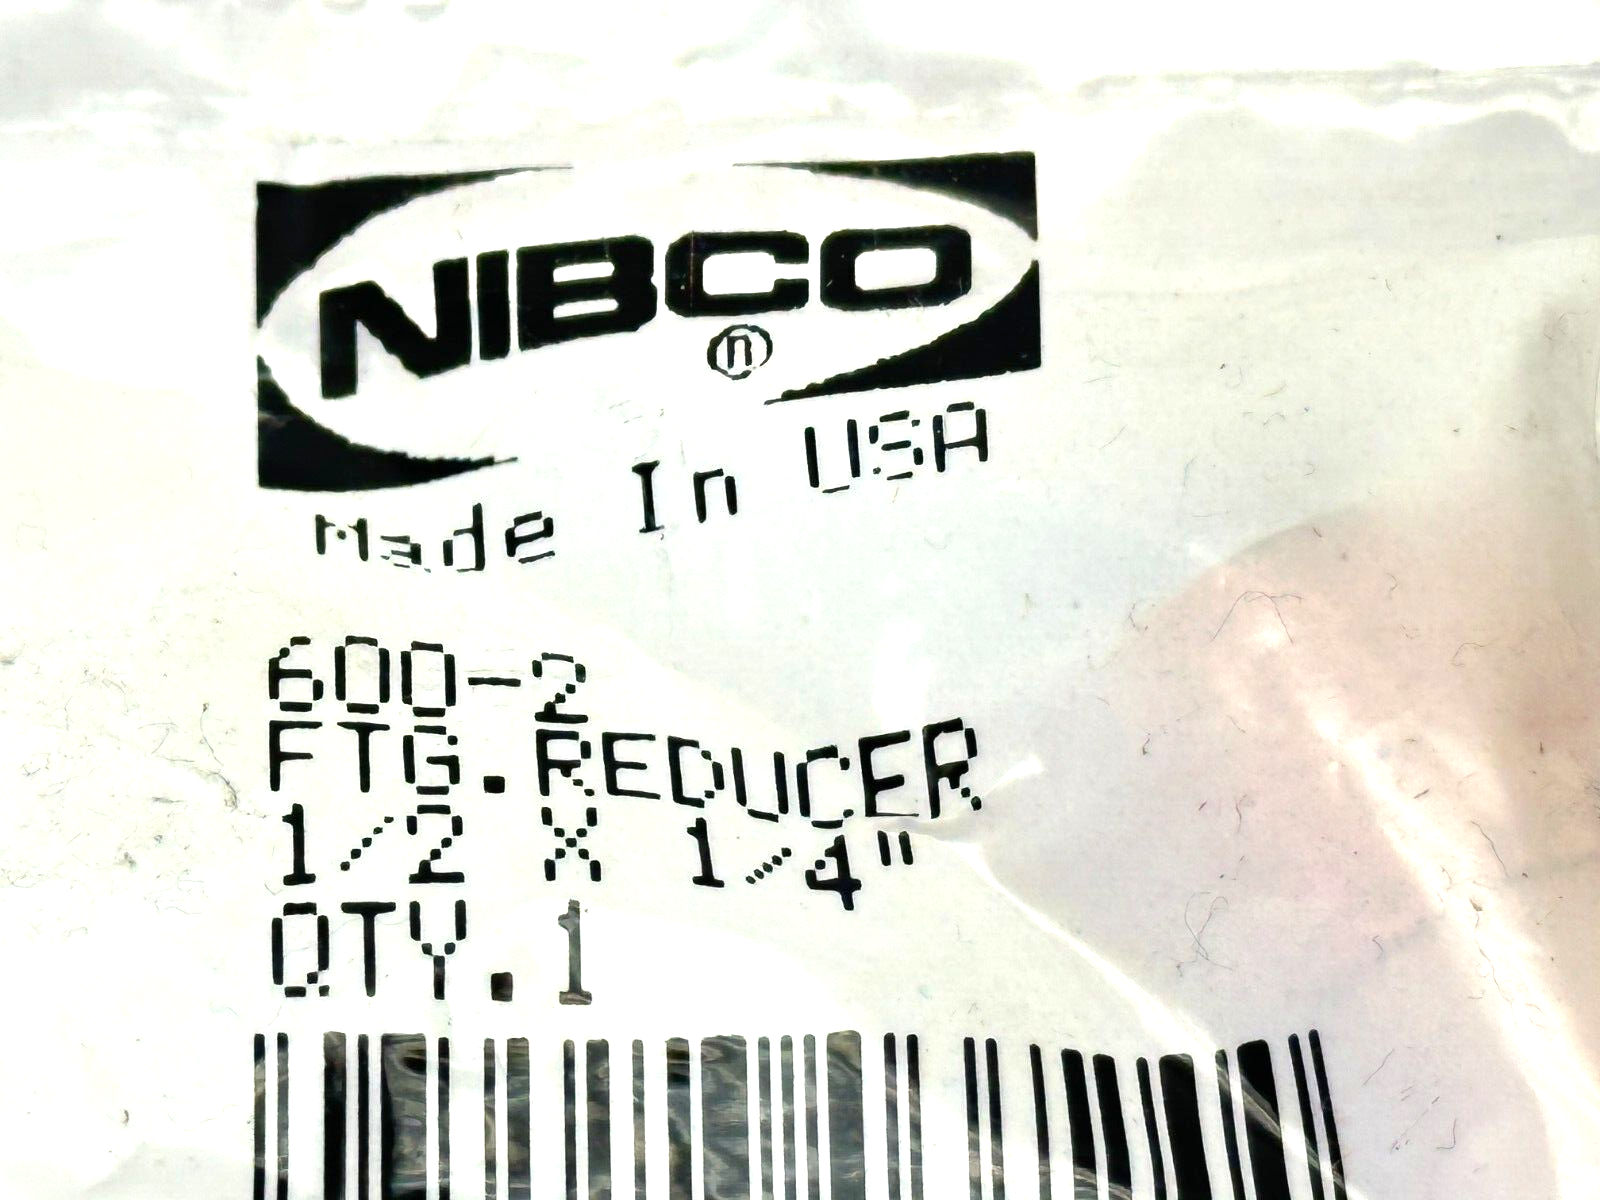 NIBCO
®
Made In USA
600-2
FTG.REDUCER
1/2 X 1/4"
QTY.1